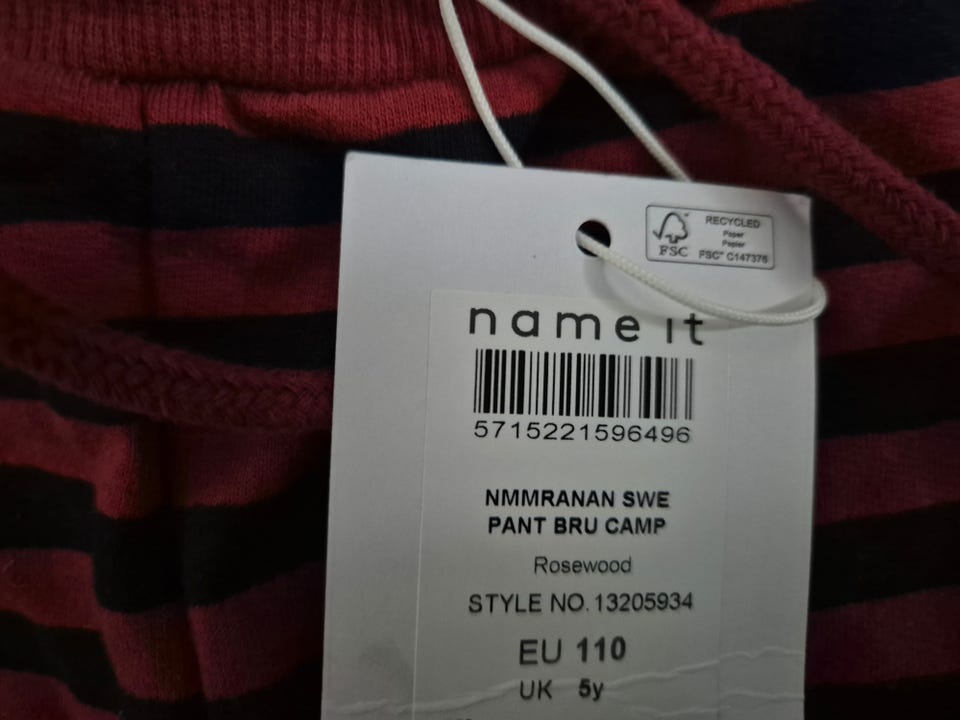 RECYCLED
Paper
Papier
FSC
FSC® C147376
name it
5715221596496
NMMRANAN SWE
PANT BRU CAMP
Rosewood
STYLE NO. 13205934
EU 110
UK 5y